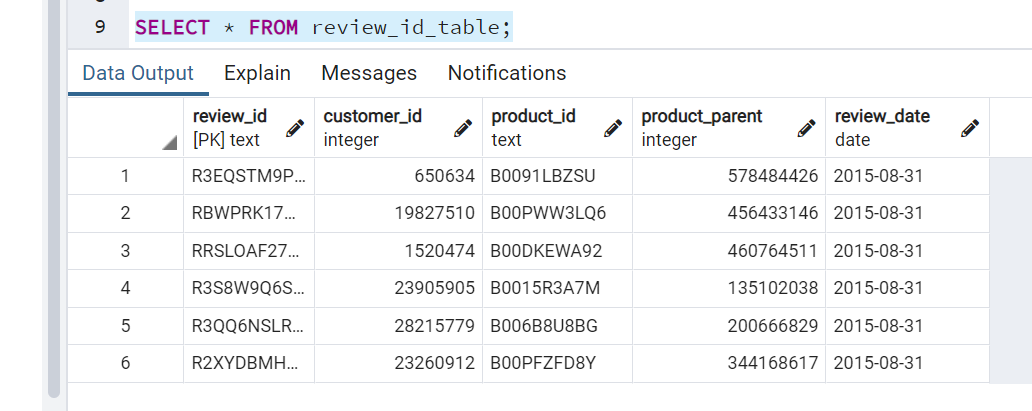 9 SELECT * FROM review_id_table;
Data Output Explain Messages Notifications
review_id customer_id product_id product_parent review_date
[PK] text integer text integer date
1 R3EQSTM9P... 650634 B0091LBZSU 578484426 2015-08-31
2 RBWPRK17... 19827510 B00PWW3LQ6 456433146 2015-08-31
3 RRSLOAF27... 1520474 B00DKEWA92 460764511 2015-08-31
4 R3S8W9Q6S... 23905905 B0015R3A7M 135102038 2015-08-31
5 R3QQ6NSLR... 28215779 B006B8U8BG 200666829 2015-08-31
6 R2XYDBMH... 23260912 B00PFZFD8Y 344168617 2015-08-31